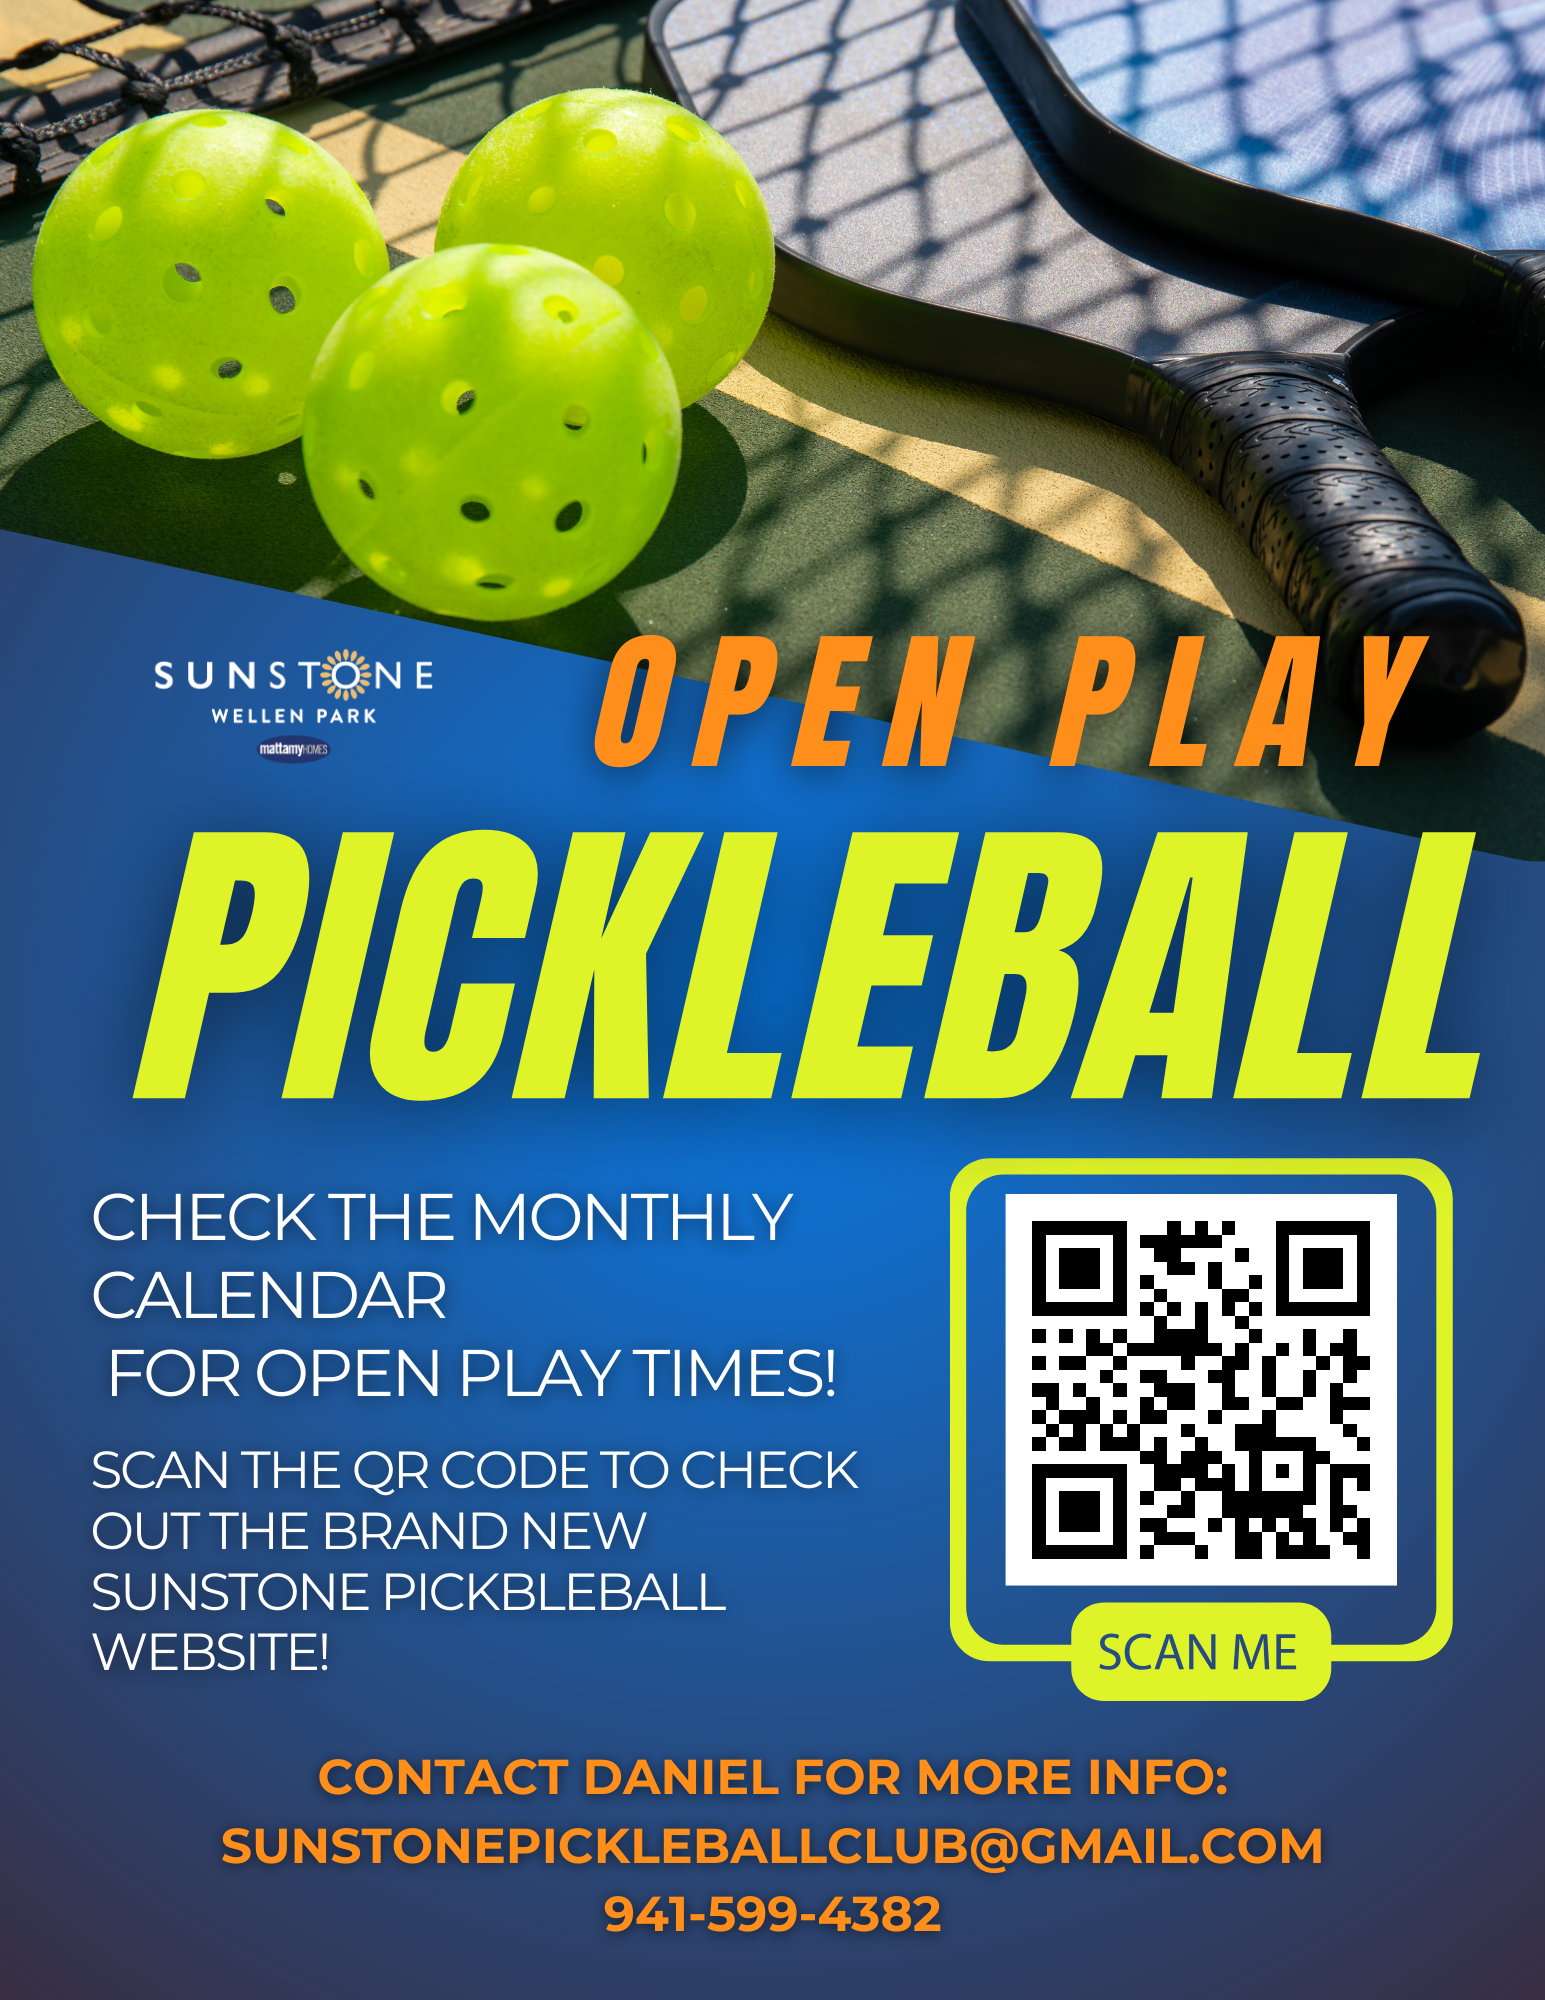 SUNSTONE
WELLEN PARK
mattamyHOMES
OPEN PLAY
PICKLEBALL
CHECK THE MONTHLY
CALENDAR
FOR OPEN PLAY TIMES!
SCAN THE QR CODE TO CHECK
OUT THE BRAND NEW
SUNSTONE PICKBLEBALL
WEBSITE!
SCAN ME
CONTACT DANIEL FOR MORE INFO:
SUNSTONEPICKLEBALLCLUB@GMAIL.COM
941-599-4382